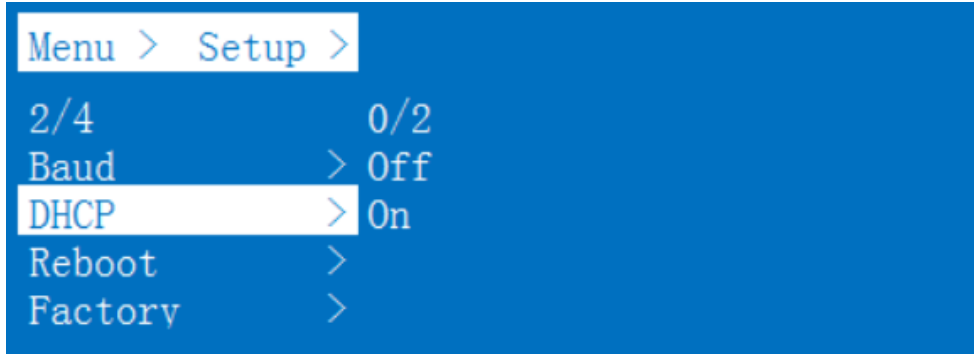 Menu > Setup >
2/4 0/2
Baud > Off
DHCP > On
Reboot >
Factory >